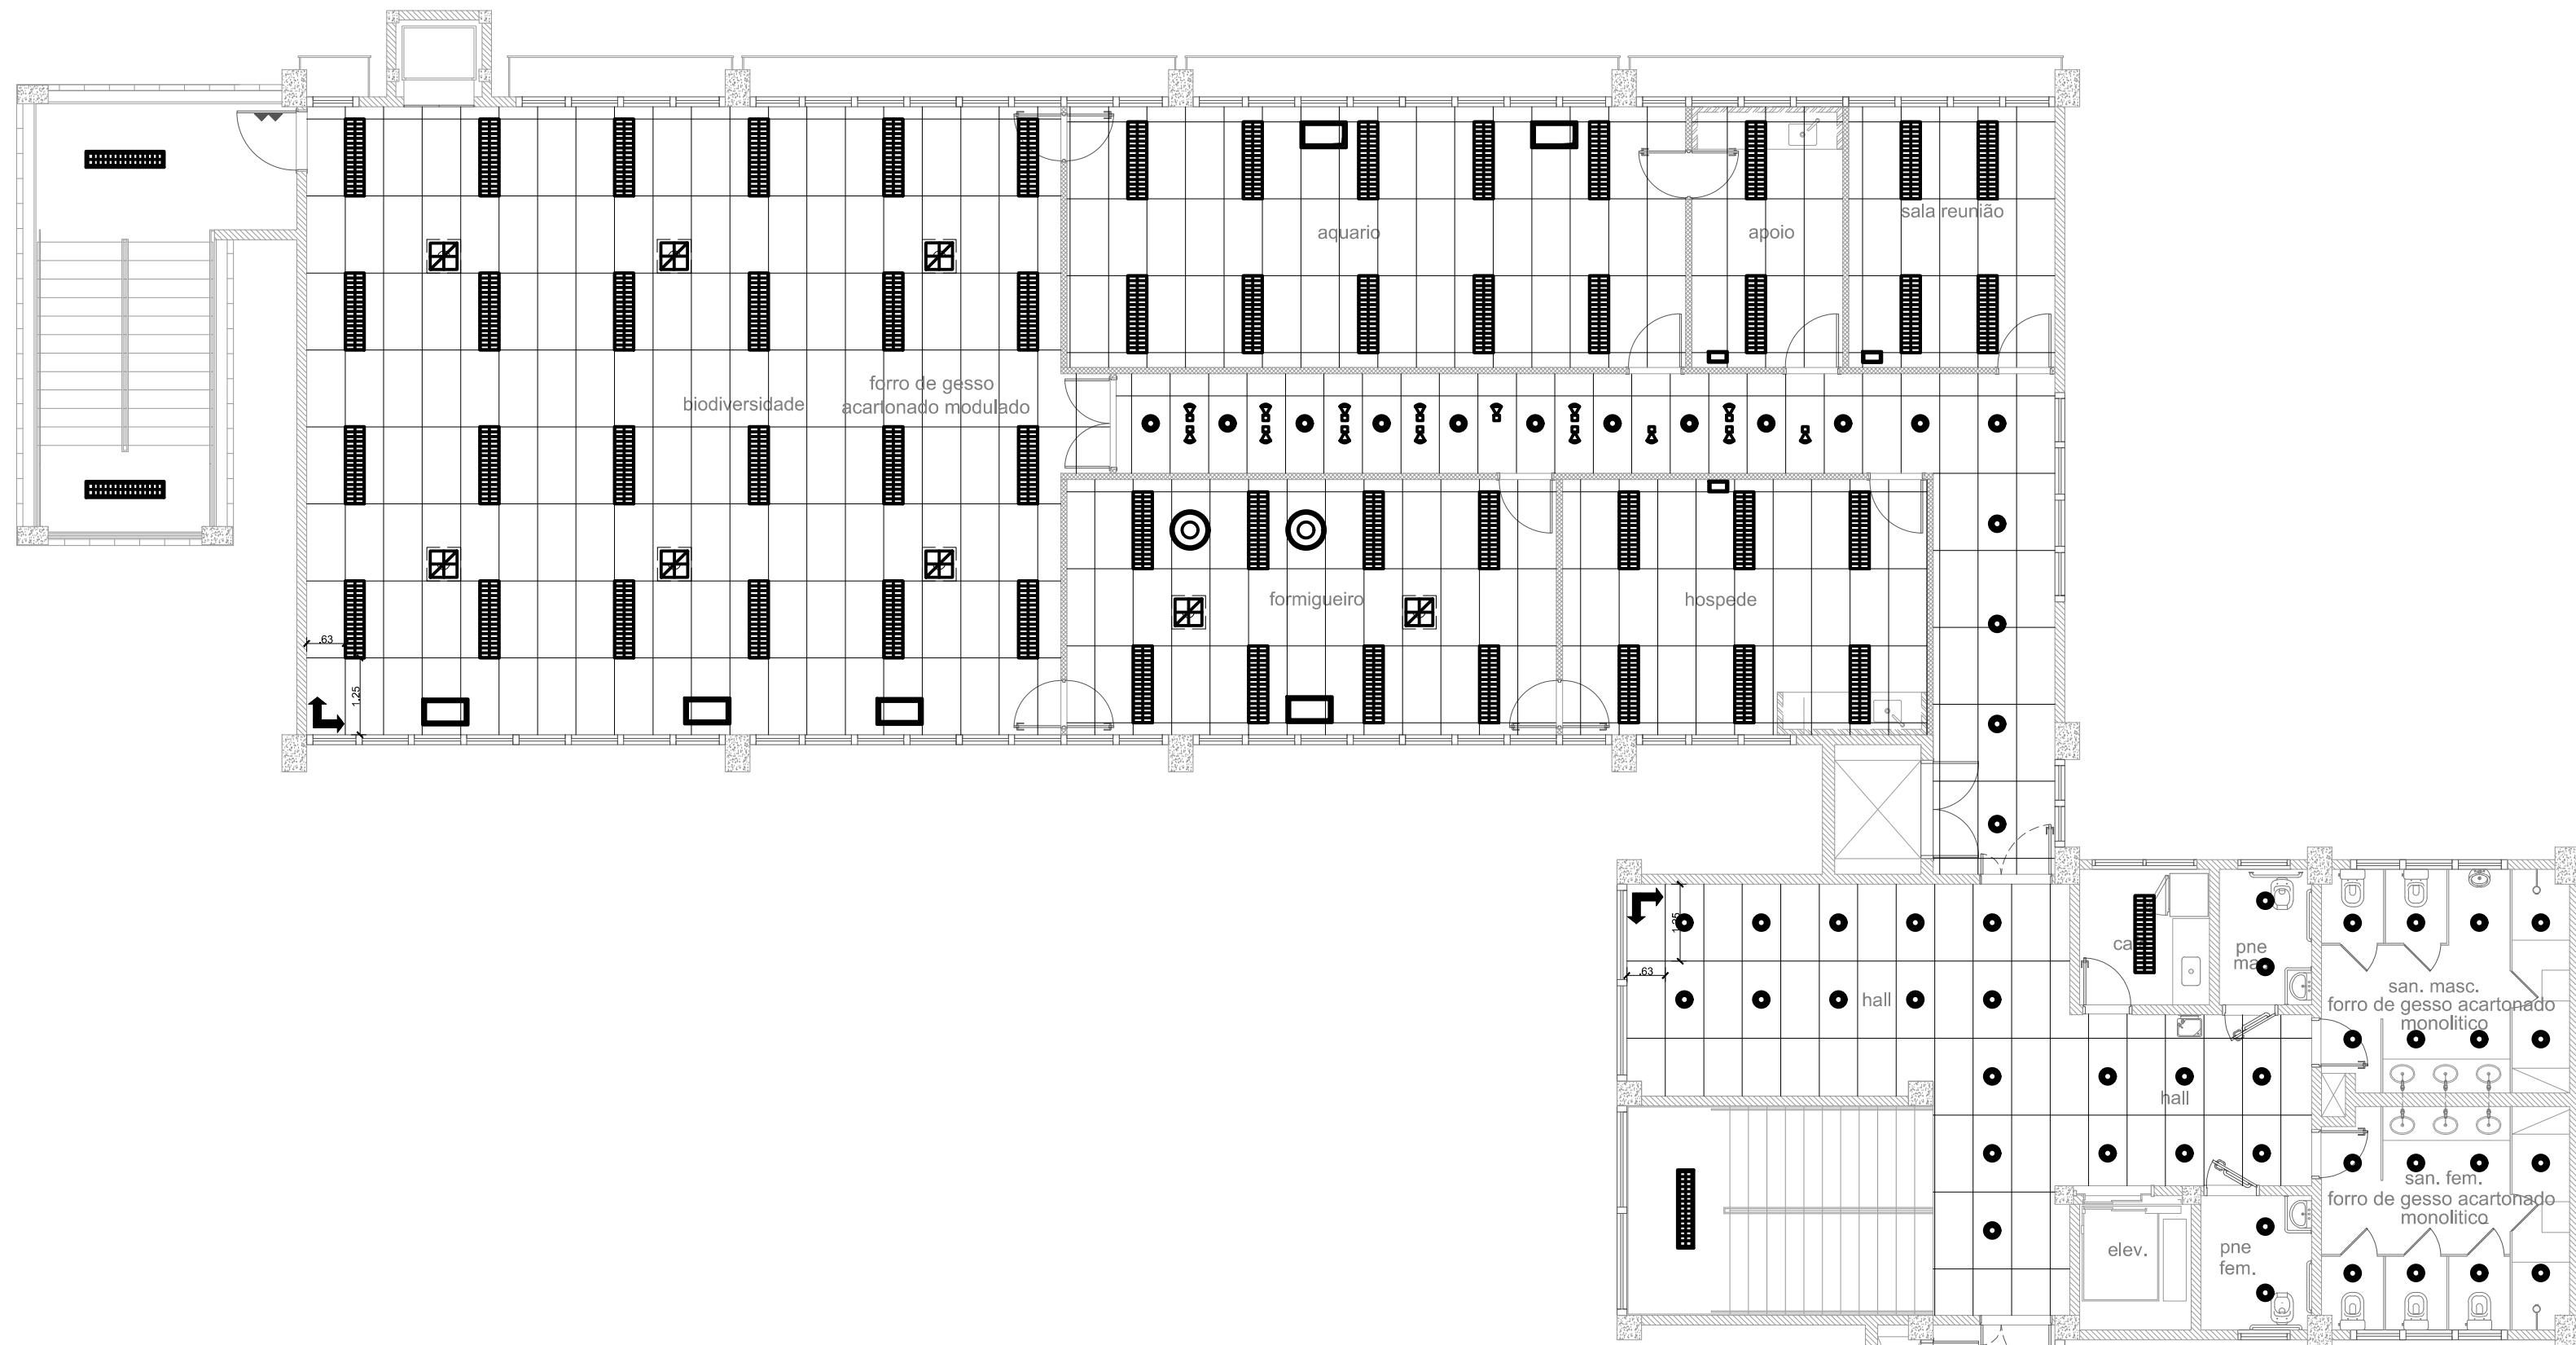 sala reunião
aquario
apoio
forro de gesso
acartonado modulado
biodiversidade
formigueiro
hospede
.63
1.25
1.25
.63
hall
pne
san. masc.
forro de gesso acartonado
monolitico
hall
san. fem.
forro de gesso acartonado
monolitico
elev.
pne
fem.